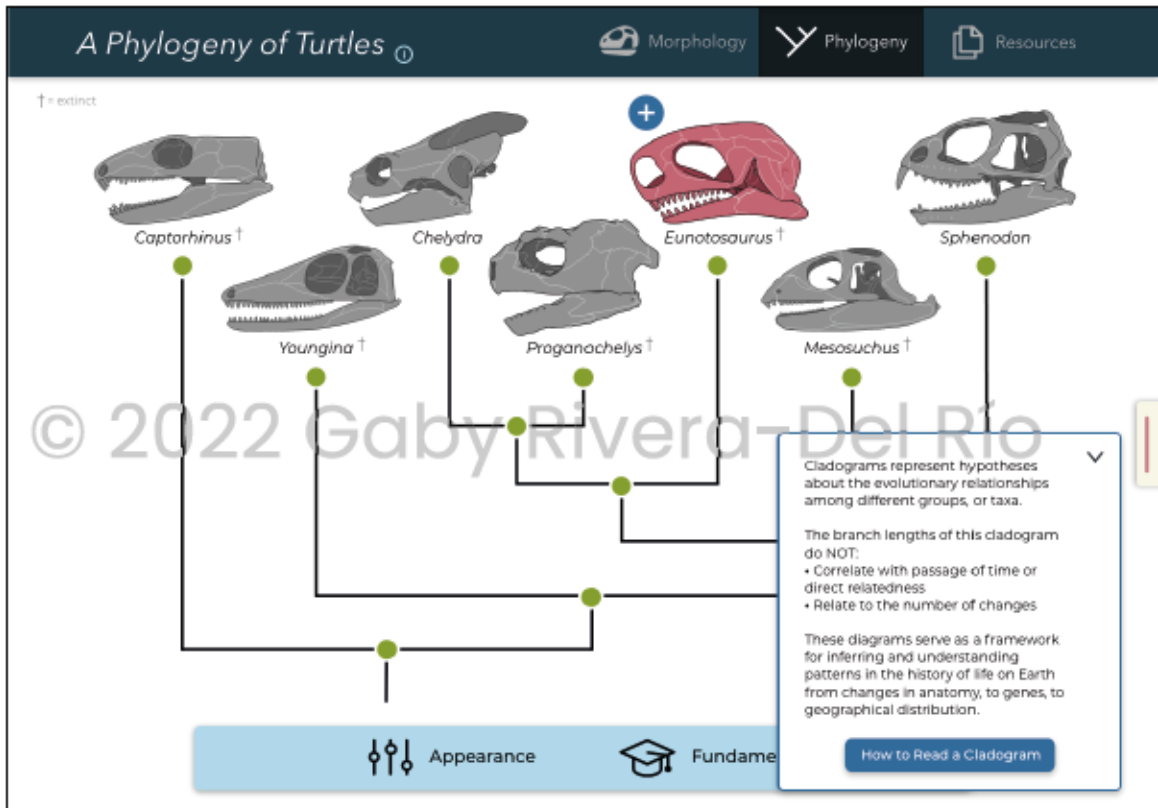 A Phylogeny of Turtles
Morphology
Phylogeny
Resources
† = extinct
Captorhinus †
Chelydra
Eunotosaurus †
Sphenodon
Youngina †
Proganochelys †
Mesosuchus †
© 2022 Gaby Rivera-Del Río
Cladograms represent hypotheses
about the evolutionary relationships
among different groups, or taxa.
The branch lengths of this cladogram
do NOT:
• Correlate with passage of time or
direct relatedness
• Relate to the number of changes
These diagrams serve as a framework
for inferring and understanding
patterns in the history of life on Earth
from changes in anatomy, to genes, to
geographical distribution.
How to Read a Cladogram
Appearance
Fundame